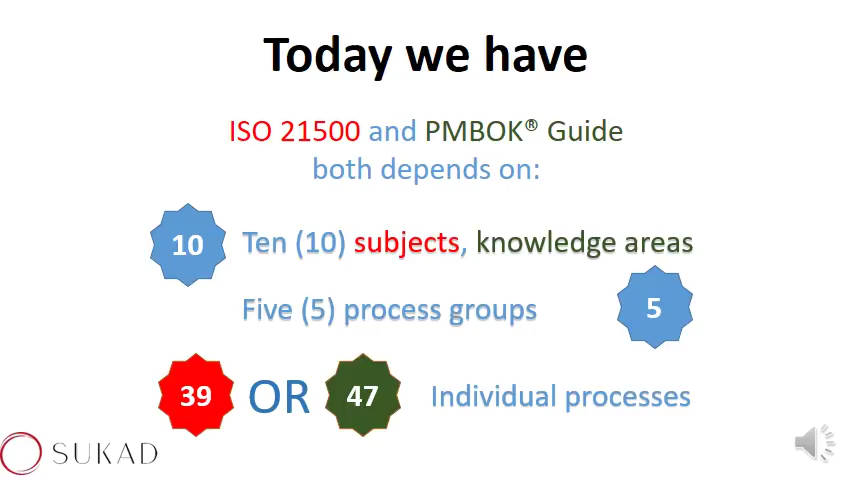 Today we have
ISO 21500 and PMBOK® Guide
both depends on:
10 Ten (10) subjects, knowledge areas
Five (5) process groups 5
39 OR 47 Individual processes
SUKAD